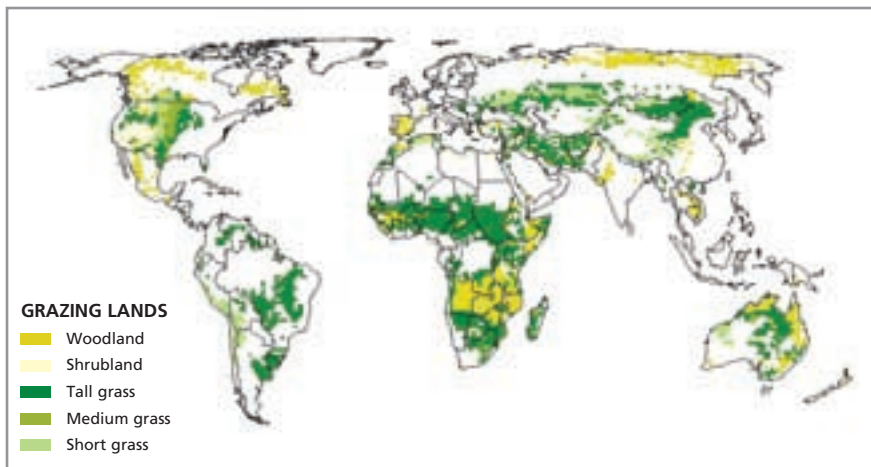 GRAZING LANDS
Woodland
Shrubland
Tall grass
Medium grass
Short grass